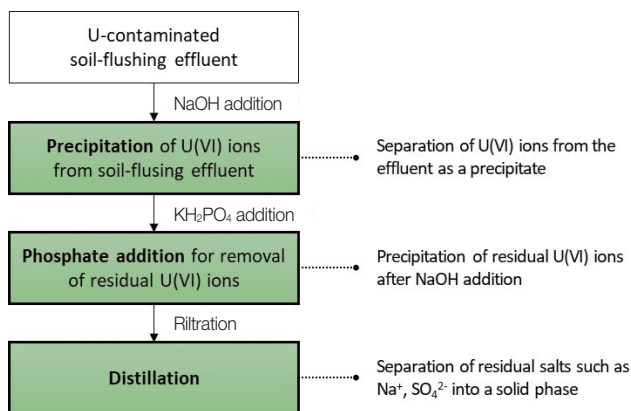 U-contaminated
soil-flushing effluent
NaOH addition
Precipitation of U(VI) ions
from soil-flusing effluent
Separation of U(VI) ions from the
effluent as a precipitate
KH₂PO₄ addition
Phosphate addition for removal
of residual U(VI) ions
Precipitation of residual U(VI) ions
after NaOH addition
Riltration
Distillation
Separation of residual salts such as
Na⁺, SO₄²⁻ into a solid phase